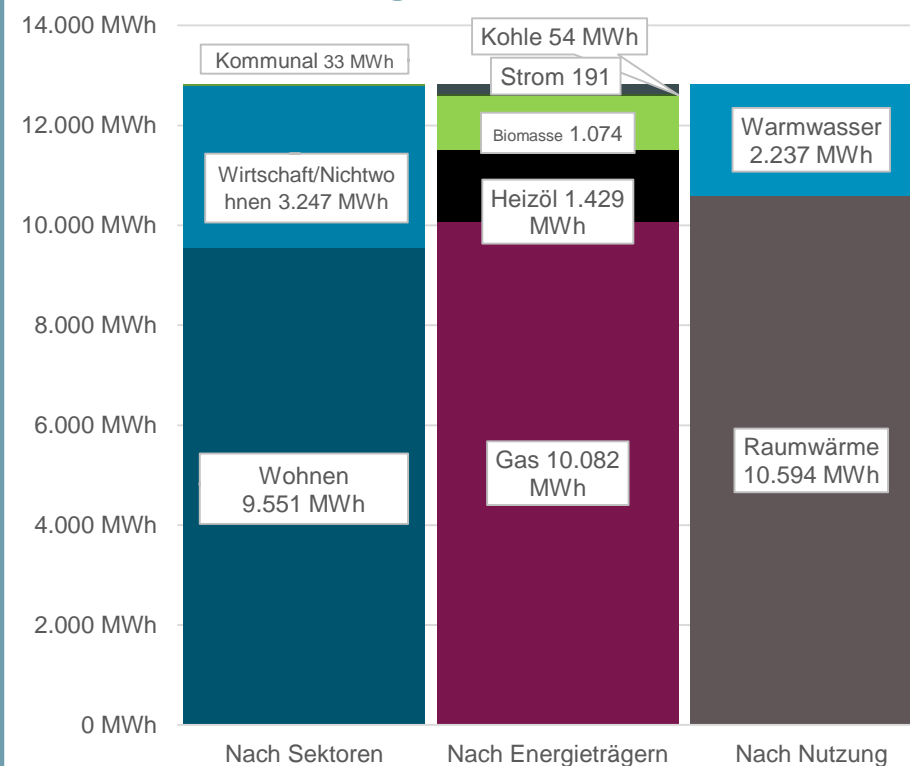 14.000 MWh
12.000 MWh
10.000 MWh
8.000 MWh
6.000 MWh
4.000 MWh
2.000 MWh
0 MWh
Kommunal 33 MWh
Wirtschaft/Nichtwo
hnen 3.247 MWh
Wohnen
9.551 MWh
Kohle 54 MWh
Strom 191
Biomasse 1.074
Heizöl 1.429
MWh
Gas 10.082
MWh
Warmwasser
2.237 MWh
Raumwärme
10.594 MWh
Nach Sektoren
Nach Energieträgern
Nach Nutzung